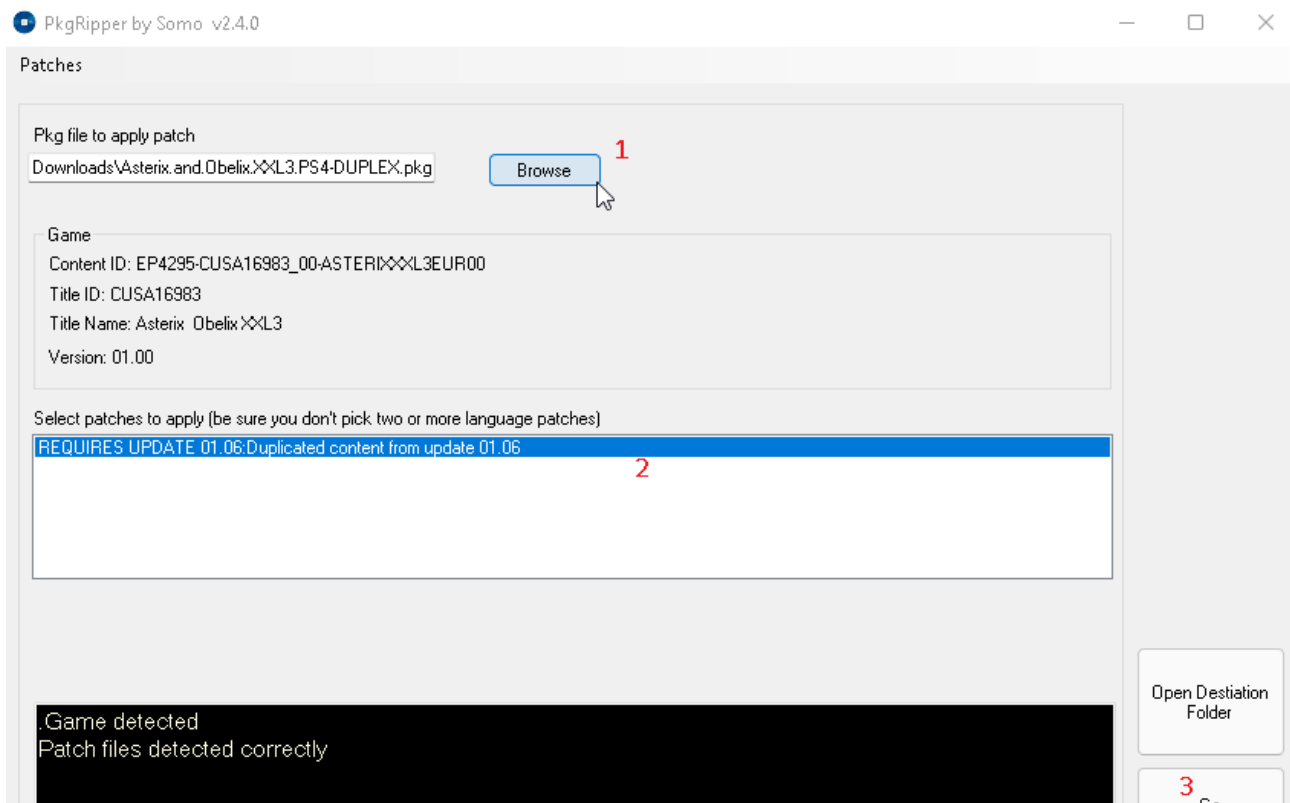 PkgRipper by Somo v2.4.0
Patches
Pkg file to apply patch
1
Downloads\Asterix.and.Obelix.XXL3.PS4-DUPLEX.pkg
Browse
Game
Content ID: EP4295-CUSA16983_00-ASTERIXXXL3EUR00
Title ID: CUSA16983
Title Name: Asterix Obelix XXL3
Version: 01.00
Select patches to apply (be sure you don't pick two or more language patches)
REQUIRES UPDATE 01.06:Duplicated content from update 01.06
2
Open Destiation
Folder
.Game detected
Patch files detected correctly
3